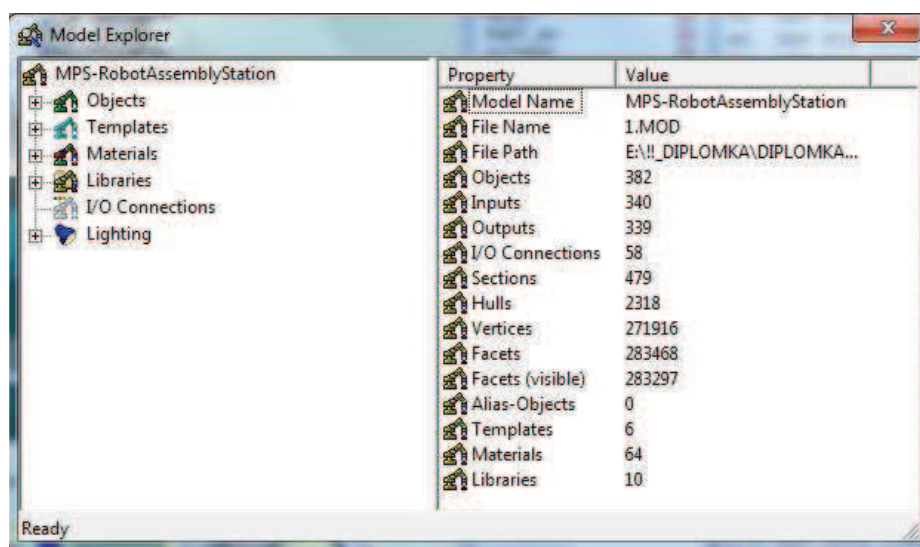 Model Explorer
MPS-RobotAssemblyStation
Objects
Templates
Materials
Libraries
I/O Connections
Lighting
Property Value
Model Name MPS-RobotAssemblyStation
File Name 1.MOD
File Path E:\!!_DIPLOMKA\DIPLOMKA...
Objects 382
Inputs 340
Outputs 339
I/O Connections 58
Sections 479
Hulls 2318
Vertices 271916
Facets 283468
Facets (visible) 283297
Alias-Objects 0
Templates 6
Materials 64
Libraries 10
Ready